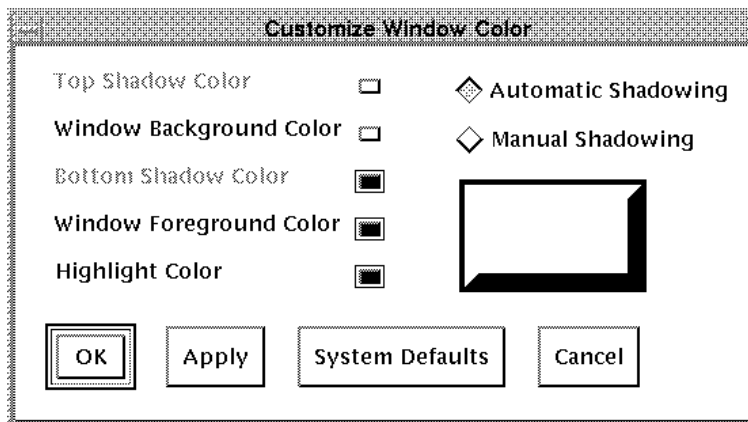 Customize Window Color
Top Shadow Color
Window Background Color
Bottom Shadow Color
Window Foreground Color
Highlight Color
Automatic Shadowing
Manual Shadowing
OK Apply System Defaults Cancel